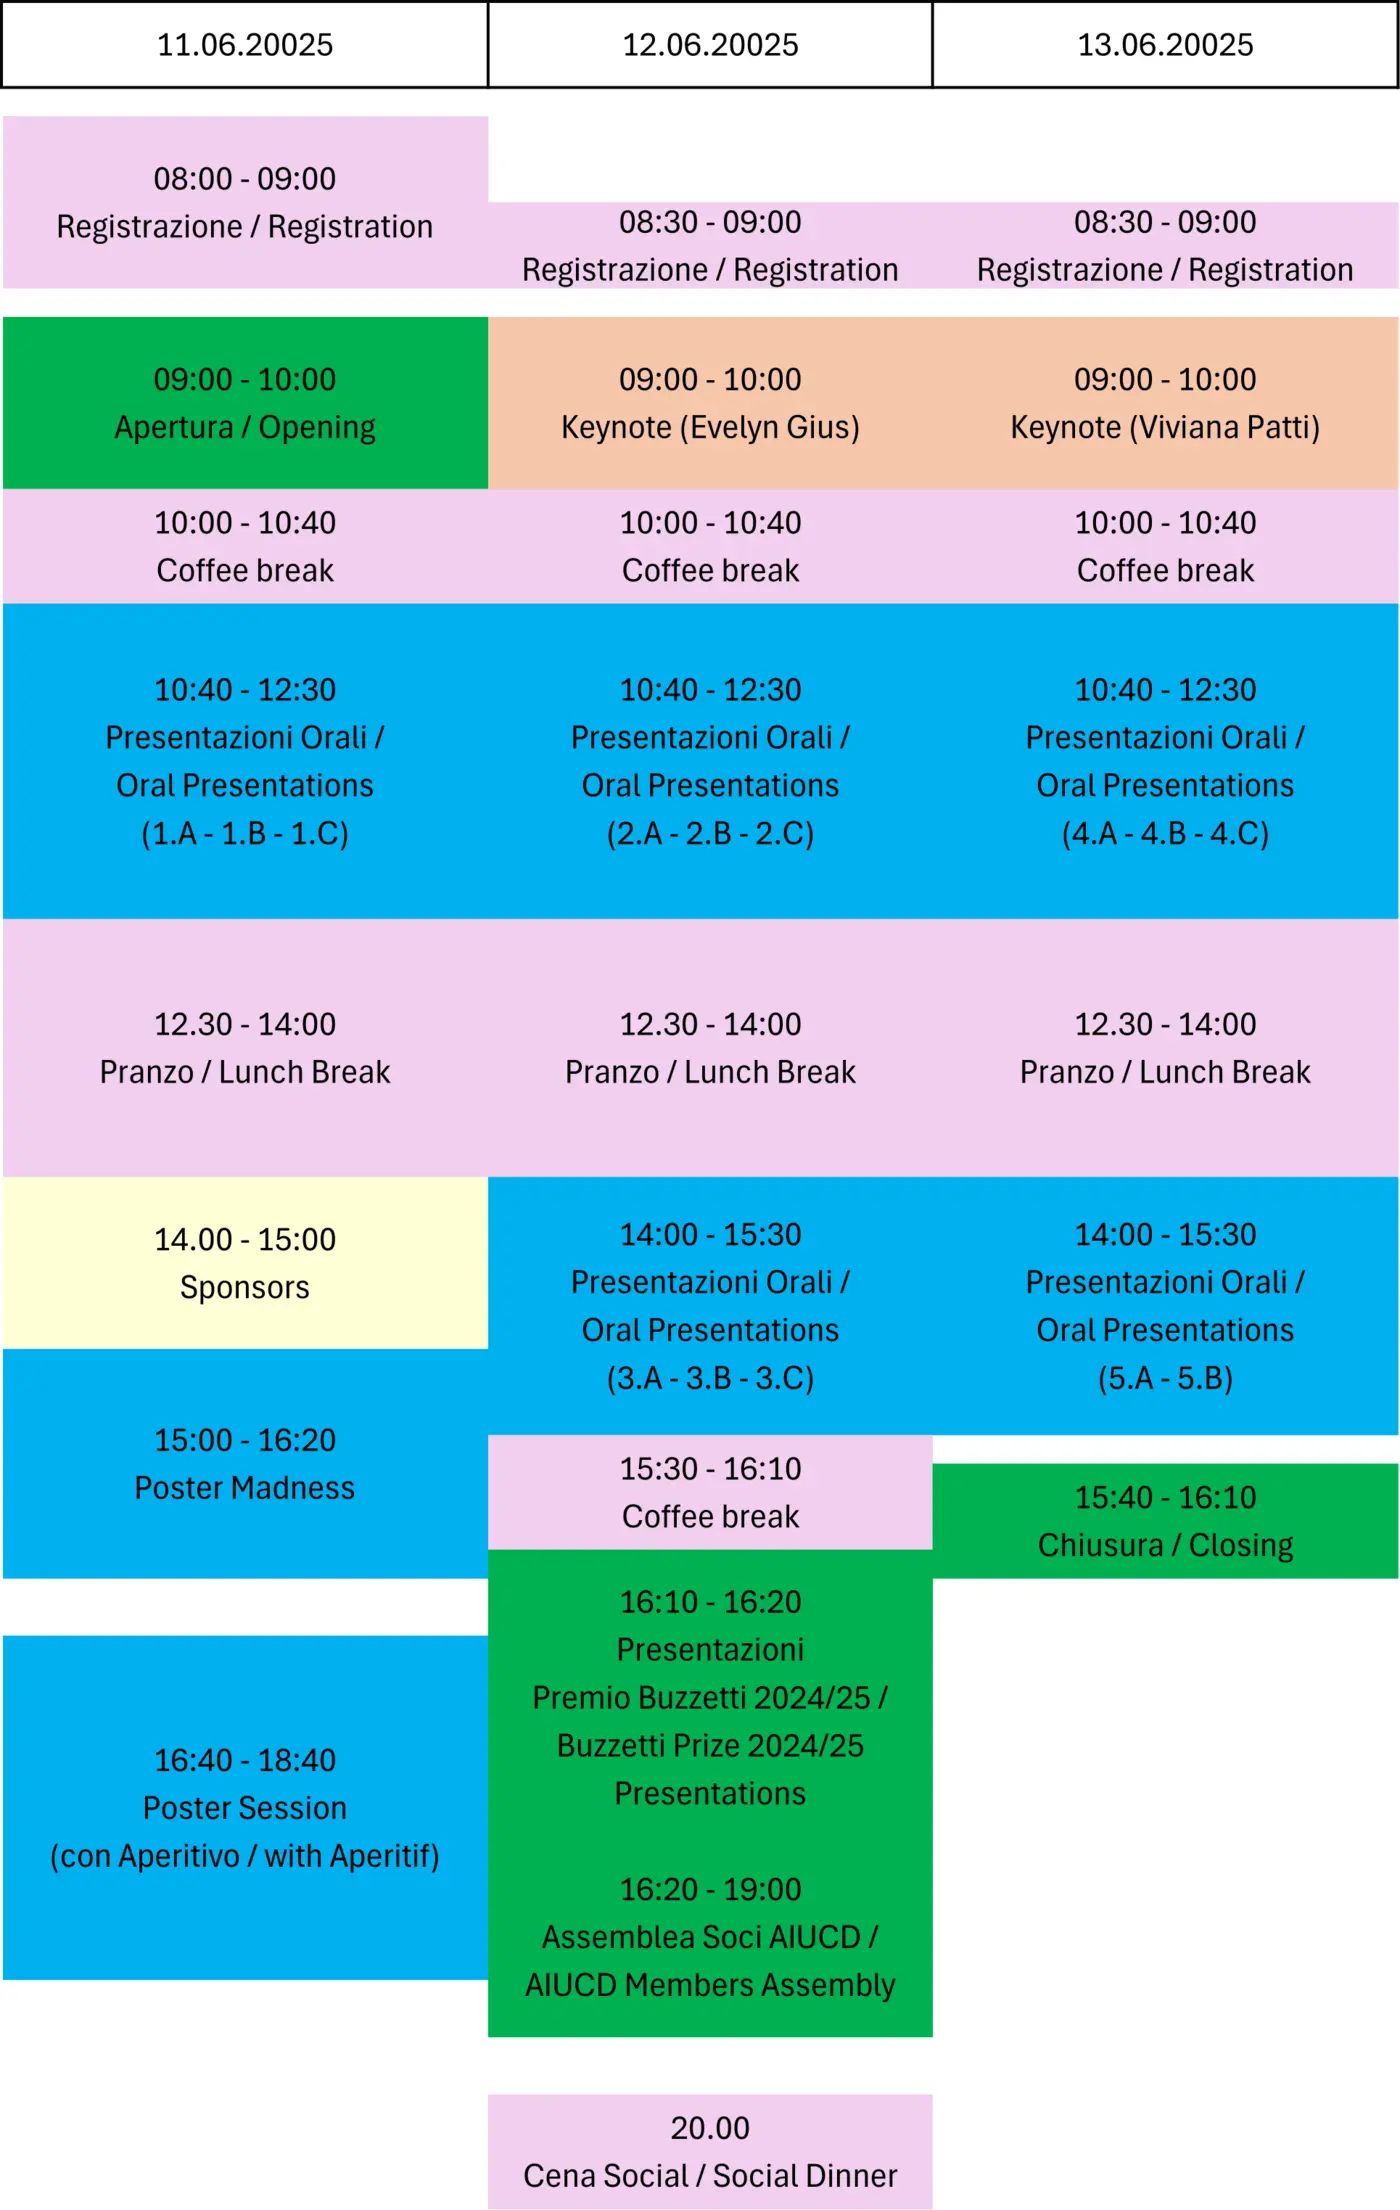 11.06.20025
12.06.20025
13.06.20025
08:00 - 09:00
Registrazione / Registration
08:30 - 09:00
Registrazione / Registration
08:30 - 09:00
Registrazione / Registration
09:00 - 10:00
Apertura / Opening
09:00 - 10:00
Keynote (Evelyn Gius)
09:00 - 10:00
Keynote (Viviana Patti)
10:00 - 10:40
Coffee break
10:00 - 10:40
Coffee break
10:00 - 10:40
Coffee break
10:40 - 12:30
Presentazioni Orali /
Oral Presentations
(1.A - 1.B - 1.C)
10:40 - 12:30
Presentazioni Orali /
Oral Presentations
(2.A - 2.B - 2.C)
10:40 - 12:30
Presentazioni Orali /
Oral Presentations
(4.A - 4.B - 4.C)
12.30 - 14:00
Pranzo / Lunch Break
12.30 - 14:00
Pranzo / Lunch Break
12.30 - 14:00
Pranzo / Lunch Break
14.00 - 15:00
Sponsors
14:00 - 15:30
Presentazioni Orali /
Oral Presentations
(3.A - 3.B - 3.C)
14:00 - 15:30
Presentazioni Orali /
Oral Presentations
(5.A - 5.B)
15:00 - 16:20
Poster Madness
15:30 - 16:10
Coffee break
15:40 - 16:10
Chiusura / Closing
16:40 - 18:40
Poster Session
(con Aperitivo / with Aperitif)
16:10 - 16:20
Presentazioni
Premio Buzzetti 2024/25 /
Buzzetti Prize 2024/25
Presentations
16:20 - 19:00
Assemblea Soci AIUCD /
AIUCD Members Assembly
20.00
Cena Social / Social Dinner